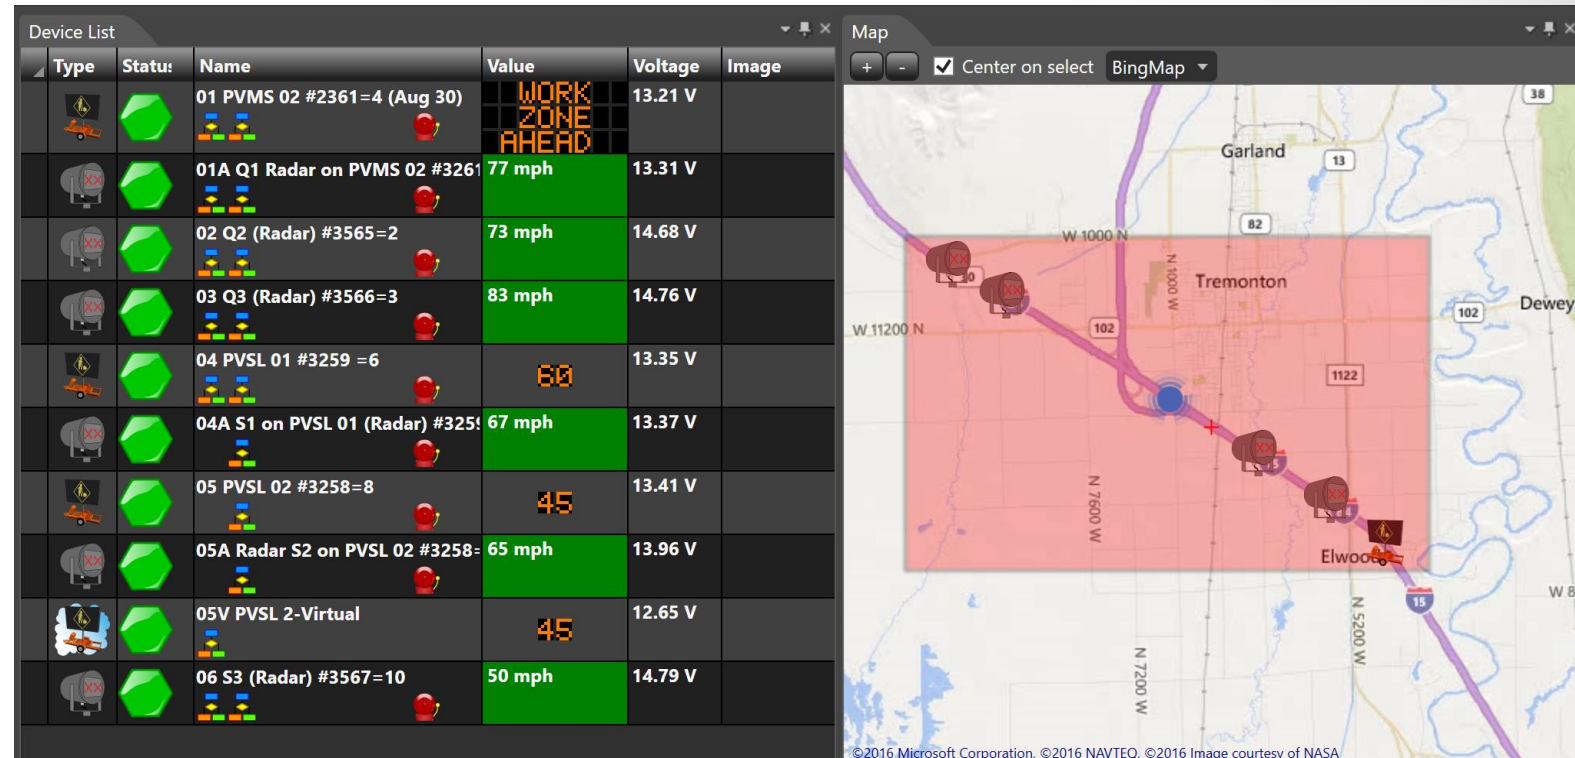 Device List
Type Status Name Value Voltage Image
01 PVMS 02 #2361=4 (Aug 30) WORK ZONE AHEAD 13.21 V
01A Q1 Radar on PVMS 02 #3261 77 mph 13.31 V
02 Q2 (Radar) #3565=2 73 mph 14.68 V
03 Q3 (Radar) #3566=3 83 mph 14.76 V
04 PVSL 01 #3259 =6 60 13.35 V
04A S1 on PVSL 01 (Radar) #3259 67 mph 13.37 V
05 PVSL 02 #3258=8 45 13.41 V
05A Radar S2 on PVSL 02 #3258= 65 mph 13.96 V
05V PVSL 2-Virtual 45 12.65 V
06 S3 (Radar) #3567=10 50 mph 14.79 V
Map
+ - Center on select BingMap
38
Garland
13
82
W 1000 N
N 1000 W
Tremonton
102
Dewey
W 11200 N
102
1122
N 7600 W
Elwood
15
W 8
N 5200 W
N 7200 W
©2016 Microsoft Corporation, ©2016 NAVTEQ, ©2016 Image courtesy of NASA